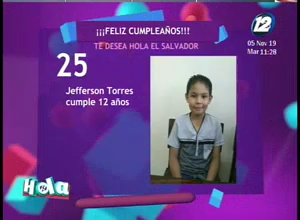 ¡¡¡FELIZ CUMPLEAÑOS!!!
TE DESEA HOLA EL SALVADOR
12
05 Nov 19
Mar 11:28
25
Jefferson Torres
cumple 12 años
Hola